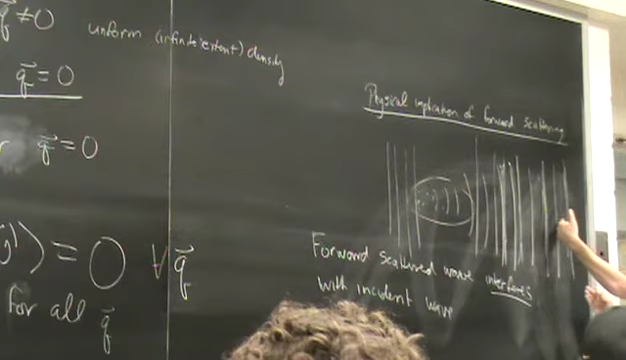 q⃗ ≠ 0
uniform (infinite extent) density
q⃗ = 0
q⃗ = 0
⟩ = 0 ∀ q⃗
for all q⃗
Physical implication of forward scattering
Forward scattered wave interferes
with incident wave